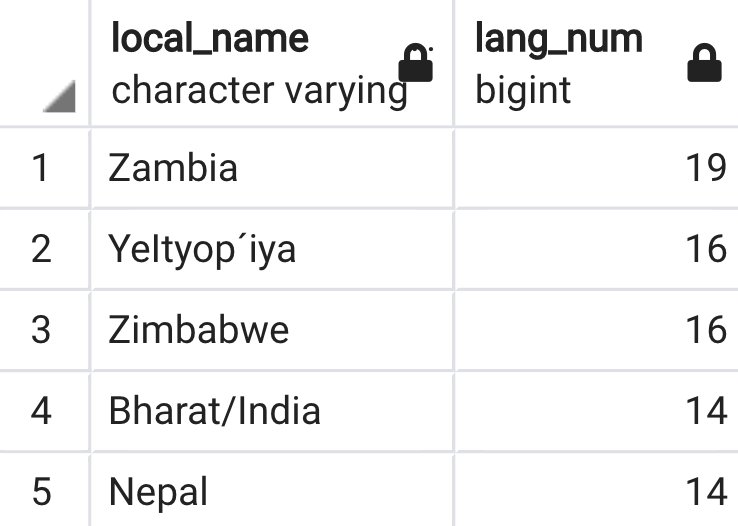 local_name lang_num
character varying bigint
1 Zambia 19
2 YeItyop´iya 16
3 Zimbabwe 16
4 Bharat/India 14
5 Nepal 14